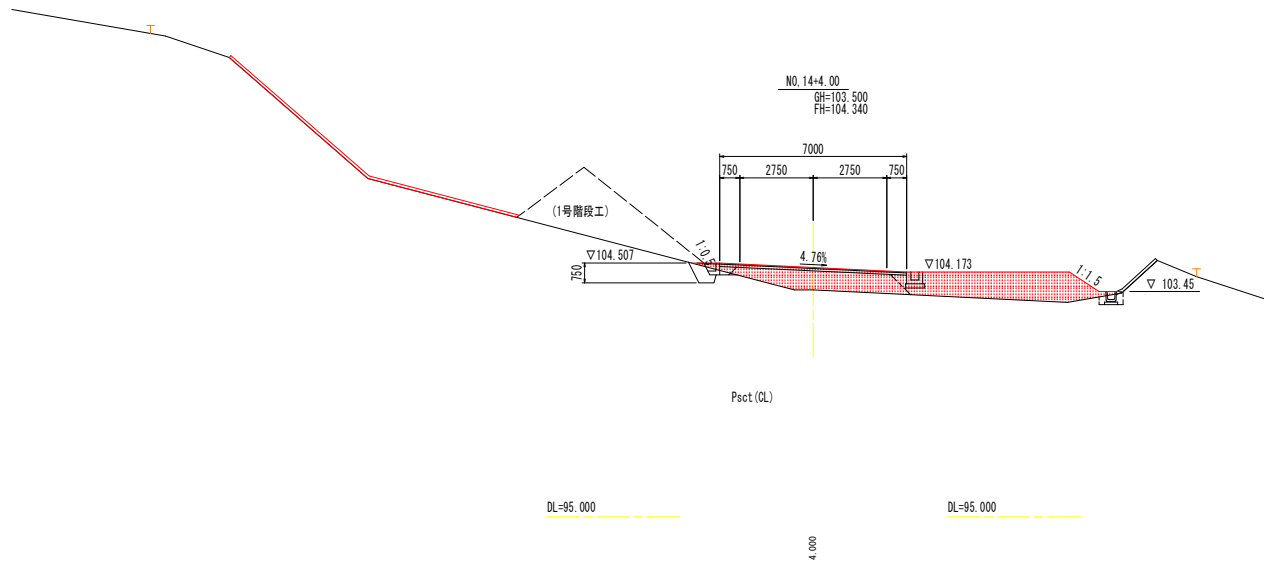 T
NO,14+4.00
GH=103.500
FH=104.340
7000
750
2750
2750
750
(1号階段工)
1:0.5
▽104.507
4.76%
▽104.173
1:1.5
T
▽ 103.45
750
Psct(CL)
DL=95.000
DL=95.000
4.000